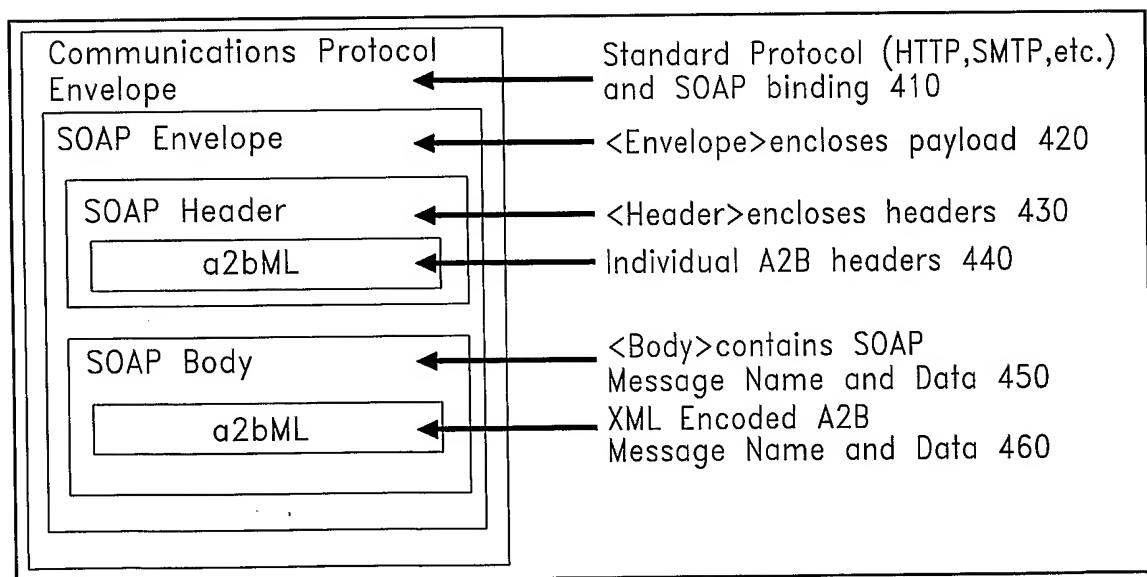 Communications Protocol
Envelope
Standard Protocol (HTTP,SMTP,etc.)
and SOAP binding 410
SOAP Envelope
<Envelope>encloses payload 420
SOAP Header
<Header>encloses headers 430
a2bML
Individual A2B headers 440
SOAP Body
<Body>contains SOAP
Message Name and Data 450
a2bML
XML Encoded A2B
Message Name and Data 460